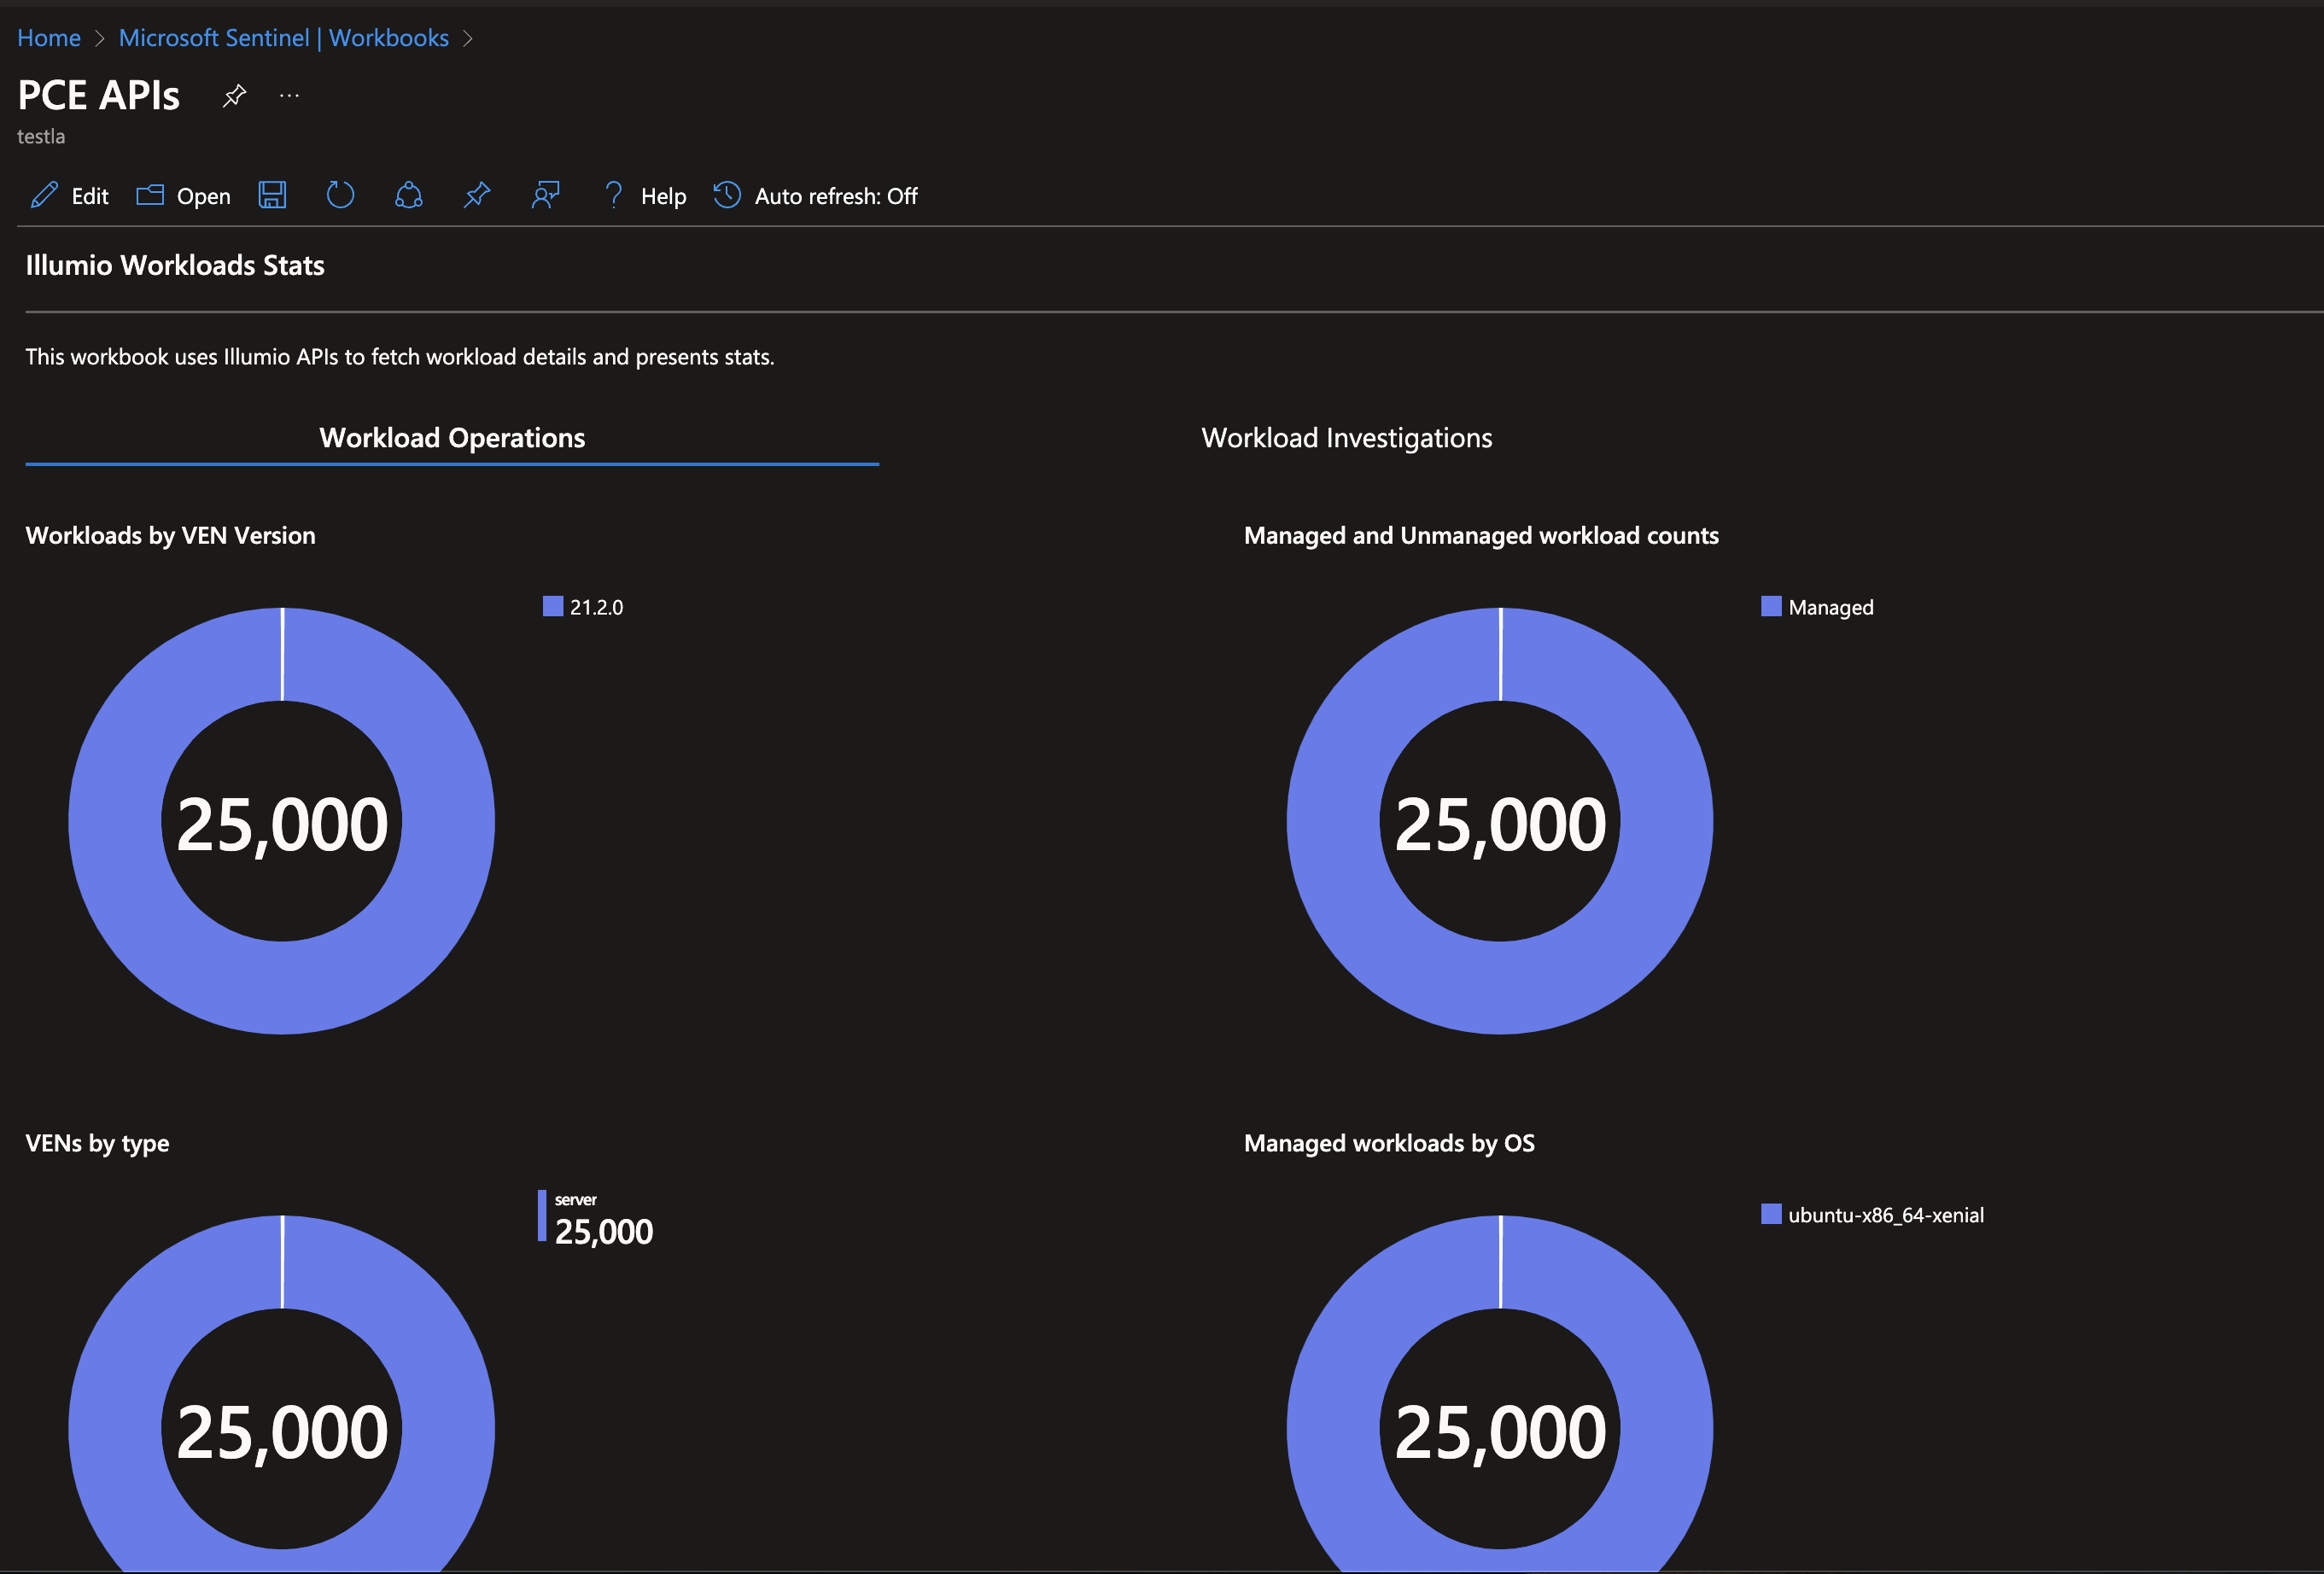 Home > Microsoft Sentinel | Workbooks >
PCE APIs ...
testla
Edit Open Help Auto refresh: Off
Illumio Workloads Stats
This workbook uses Illumio APIs to fetch workload details and presents stats.
Workload Operations Workload Investigations
Workloads by VEN Version
21.2.0
25,000
Managed and Unmanaged workload counts
Managed
25,000
VENs by type
server
25,000
25,000
Managed workloads by OS
ubuntu-x86_64-xenial
25,000